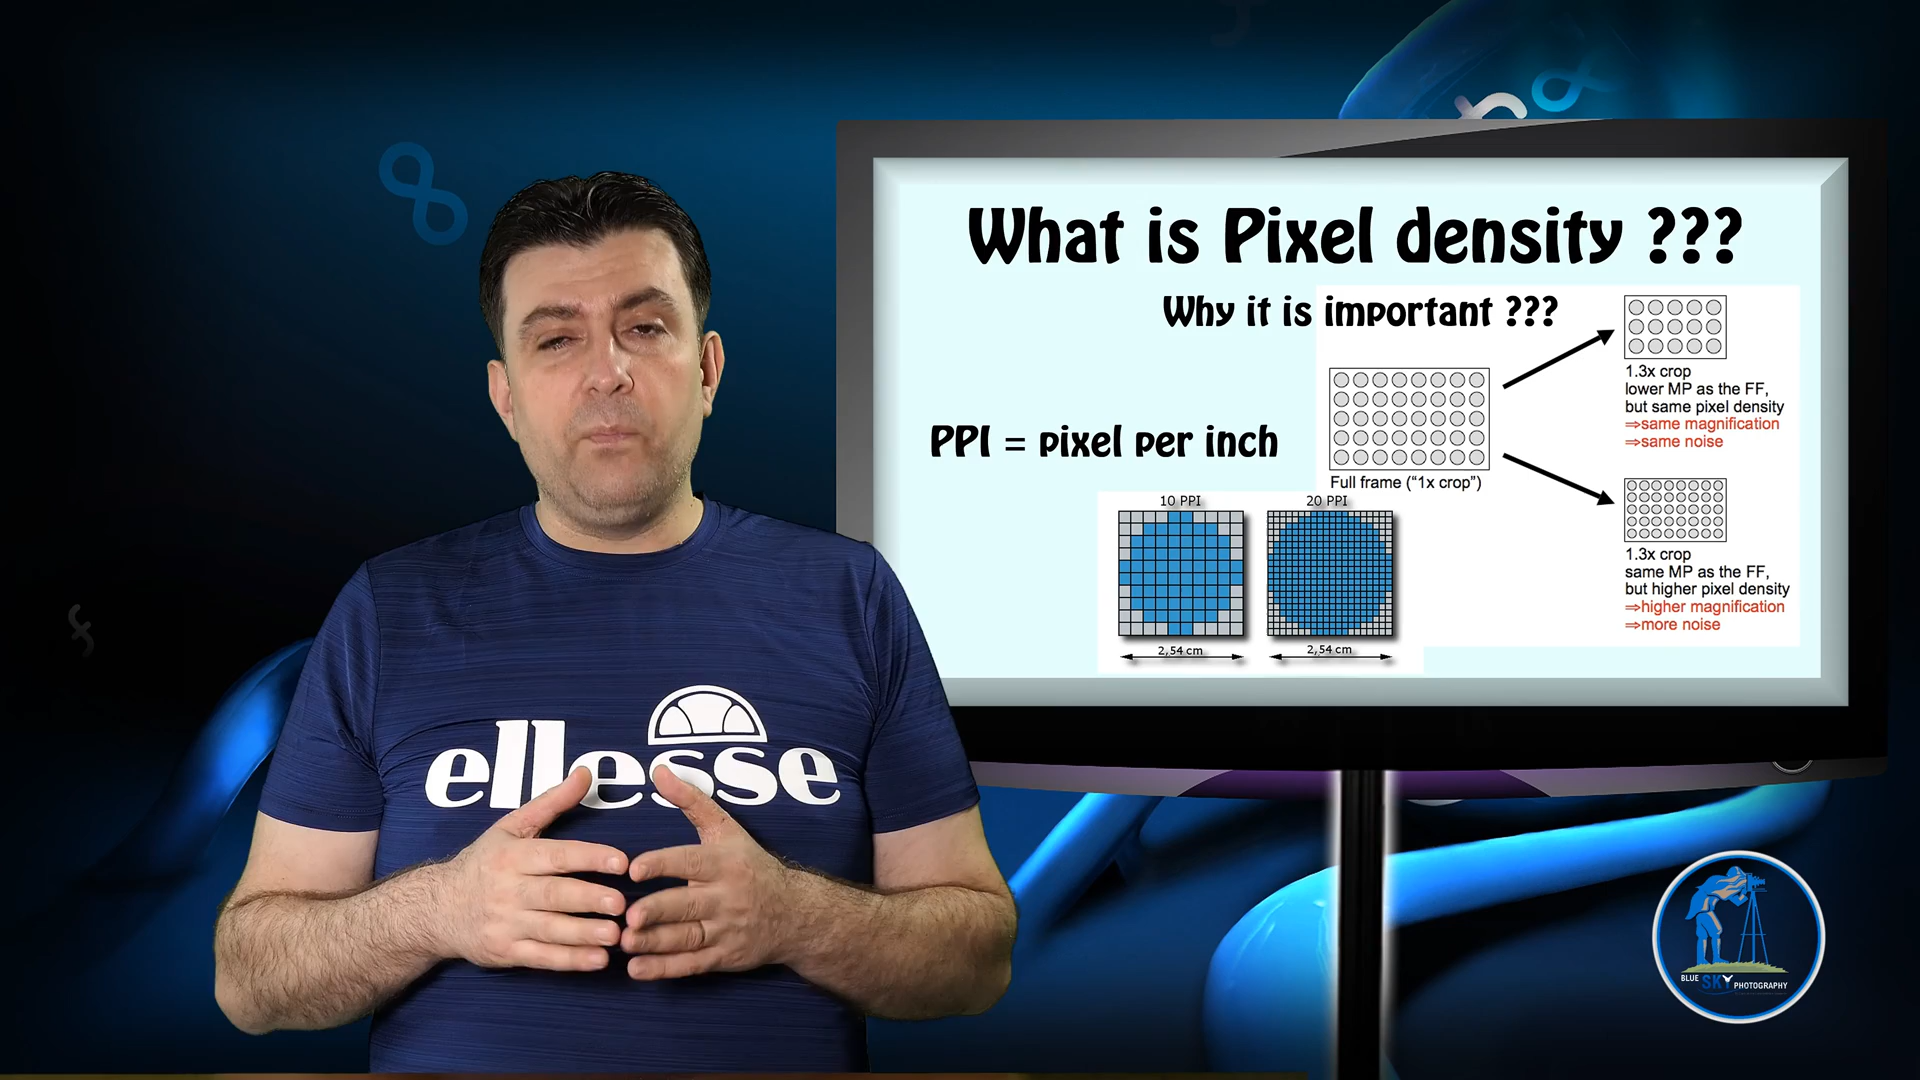 What is Pixel density ???
Why it is important ???
PPI = pixel per inch
Full frame ("1x crop")
1.3x crop
lower MP as the FF,
but same pixel density
⇒same magnification
⇒same noise
1.3x crop
same MP as the FF,
but higher pixel density
⇒higher magnification
⇒more noise
10 PPI
20 PPI
2,54 cm
2,54 cm
ellesse
BLUE SKY PHOTOGRAPHY